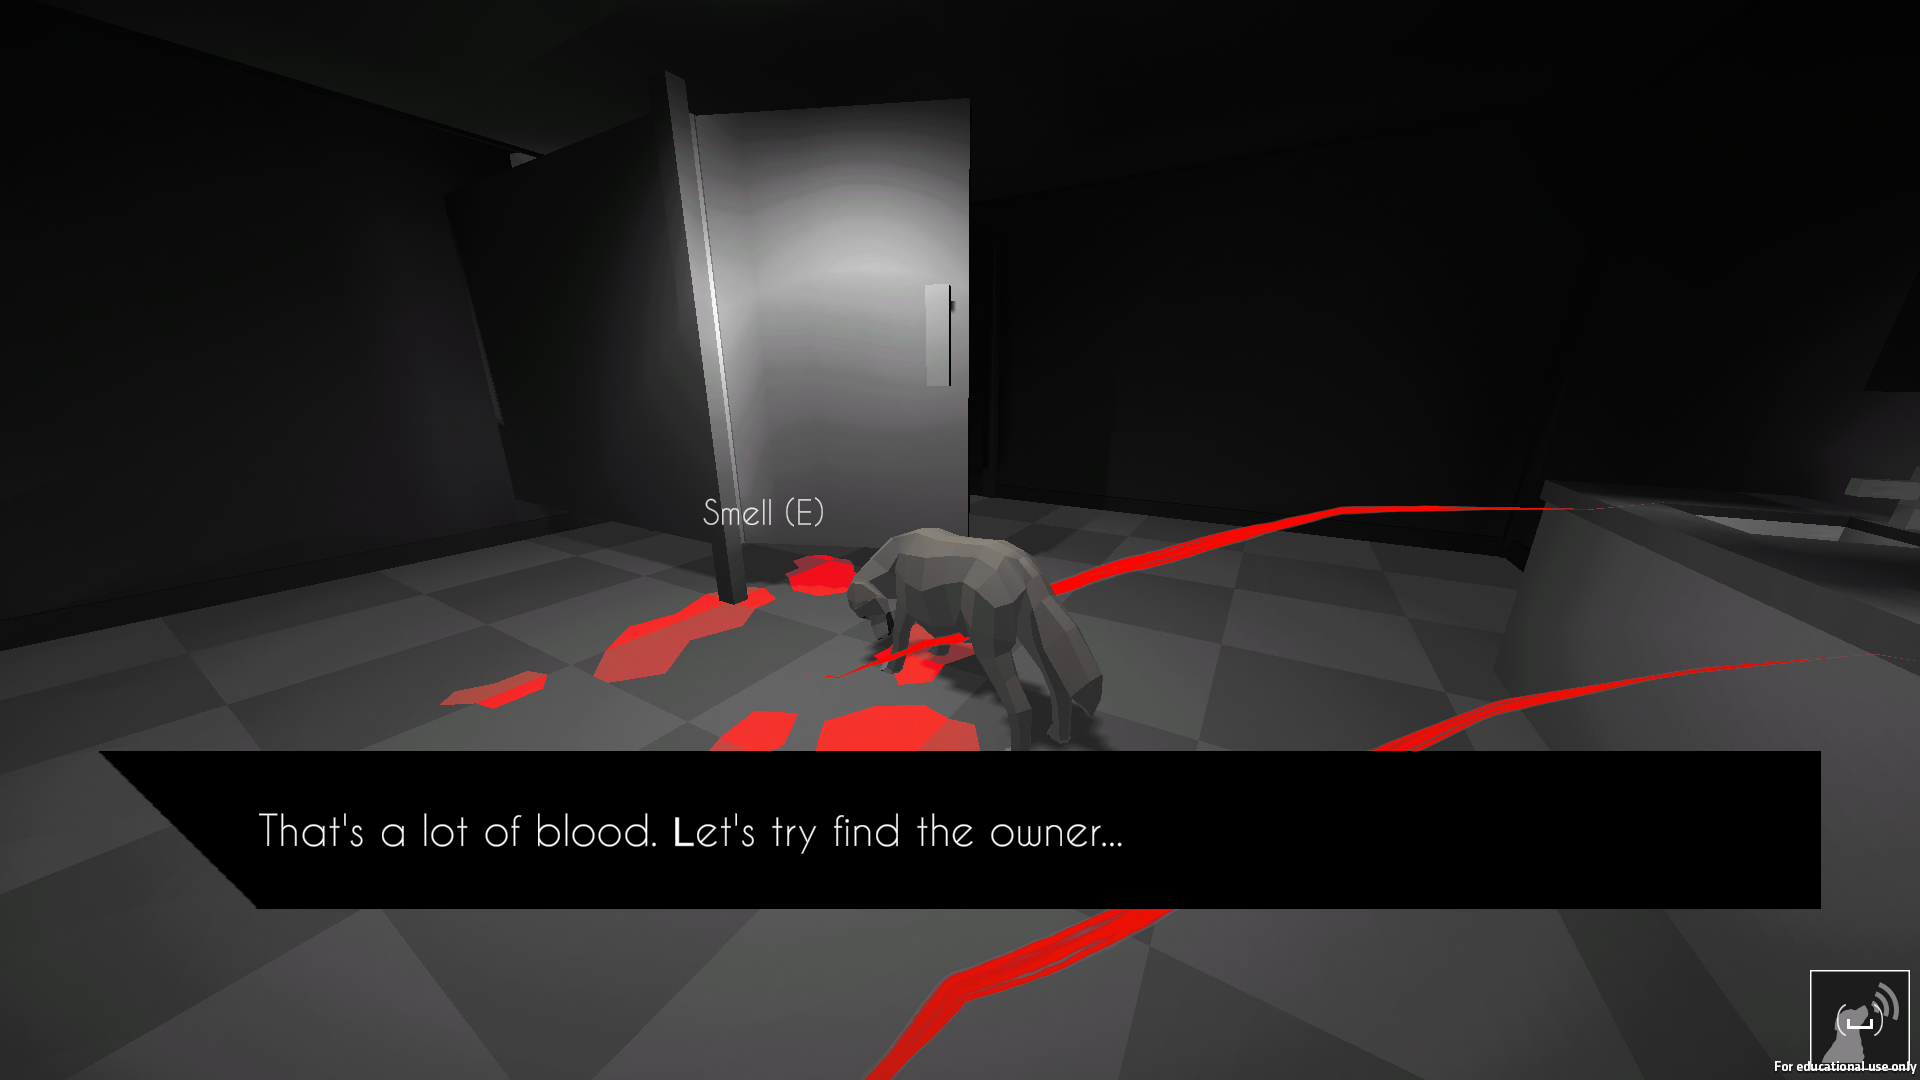 Smell (E)
That's a lot of blood. Let's try find the owner...
For educational use only